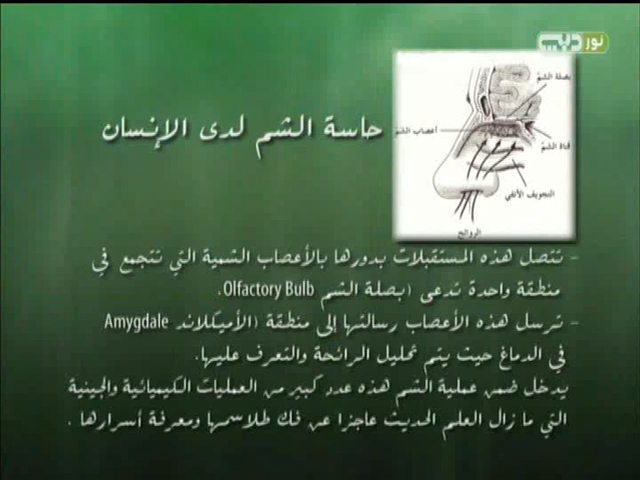 نور دبي
بصلة الشم
أعصاب الشم
قناة الشم
التجويف الأنفي
الروائح
حاسة الشم لدى الإنسان
- تتصل هذه المستقبلات بدورها بالأعصاب الشمية التي تتجمع في
منطقة واحدة تدعى (بصلة الشم Olfactory Bulb.
- ترسل هذه الأعصاب رسالتها إلى منطقة (الأميكلاند Amygdale
في الدماغ حيث يتم تحليل الرائحة والتعرف عليها.
يدخل ضمن عملية الشم هذه عدد كبير من العمليات الكيميائية والجينية
التي ما زال العلم الحديث عاجزا عن فك طلاسمها ومعرفة أسرارها .